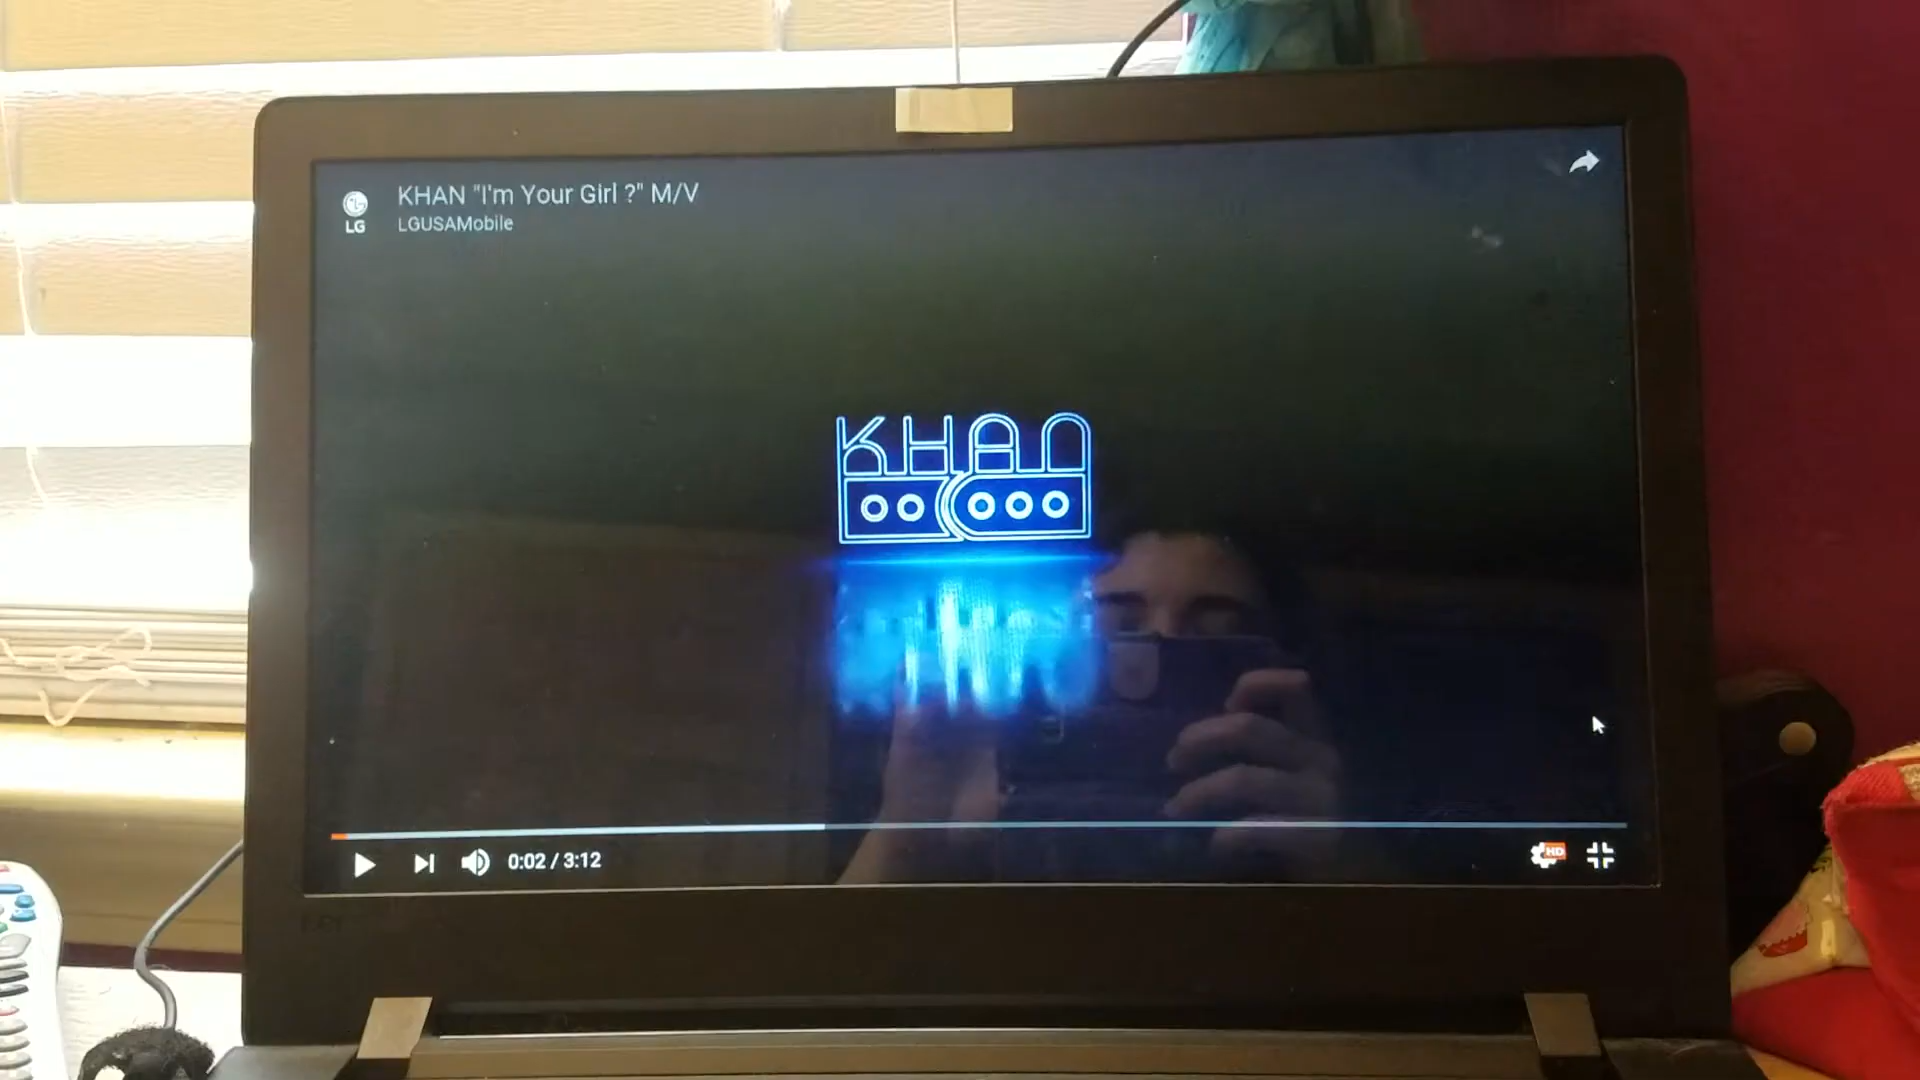 KHAN "I'm Your Girl ?" M/V
LG
LGUSAMobile
KHAN
0:02 / 3:12
HD